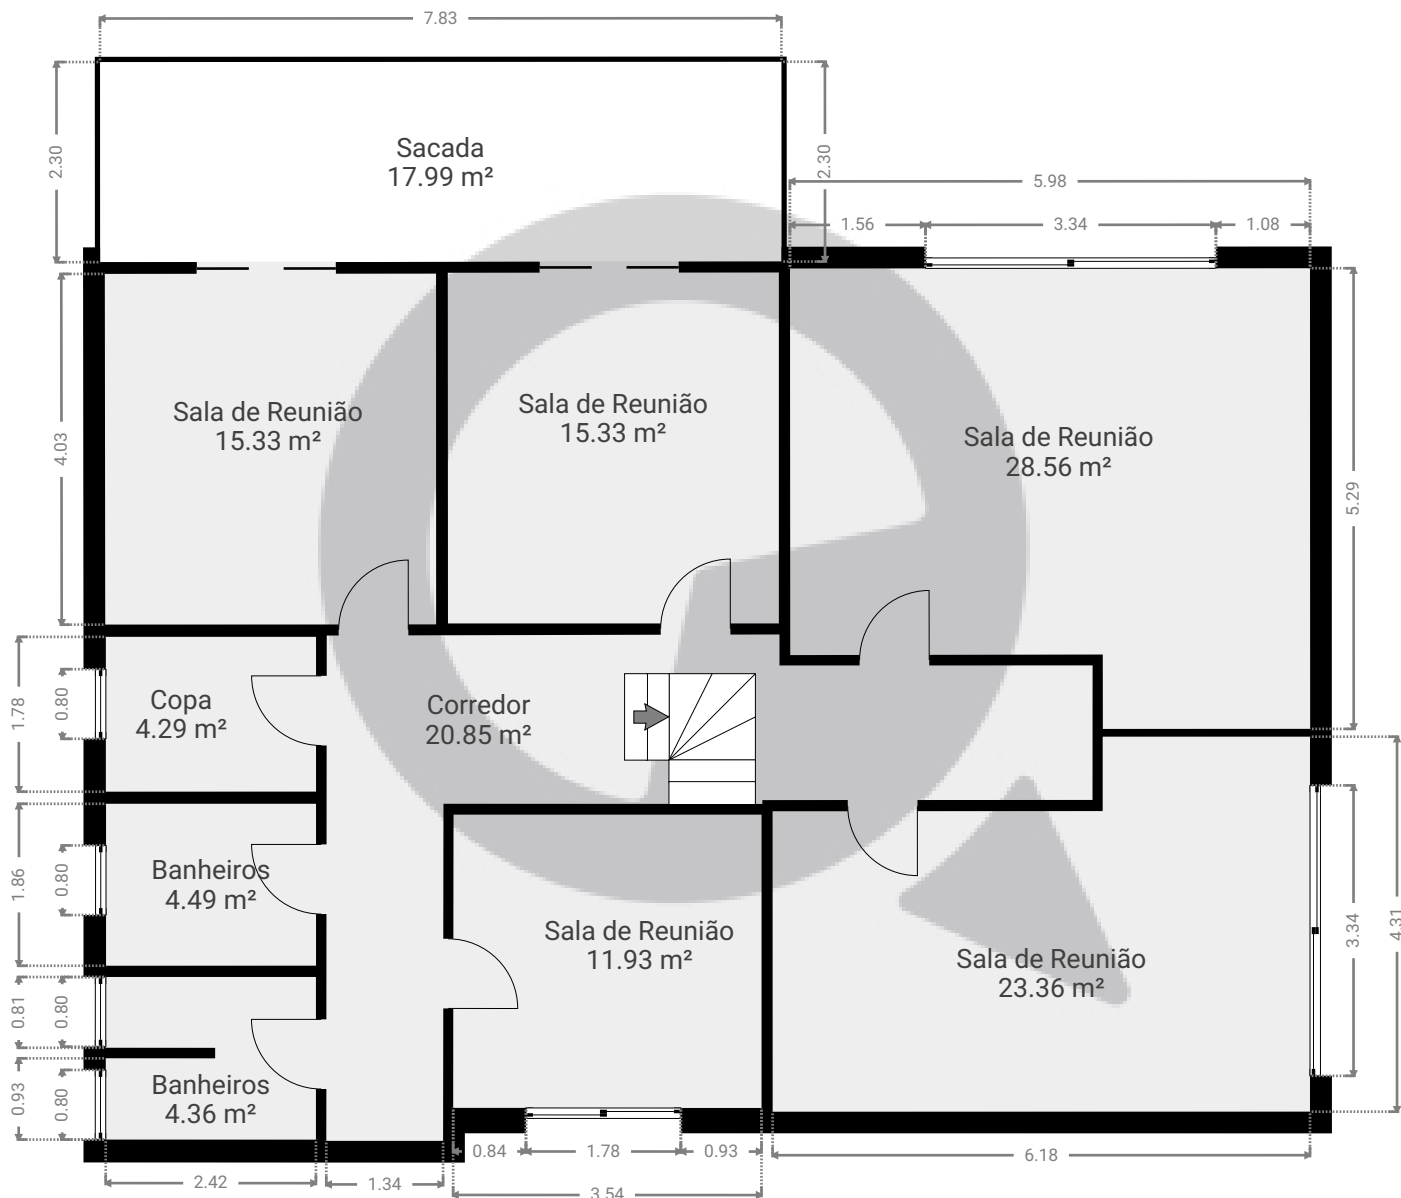 7.83
2.30
Sacada
17.99 m²
2.30
5.98
1.56
3.34
1.08
4.03
Sala de Reunião
15.33 m²
Sala de Reunião
15.33 m²
Sala de Reunião
28.56 m²
5.29
1.78
0.80
Copa
4.29 m²
Corredor
20.85 m²
1.86
0.80
Banheiros
4.49 m²
Sala de Reunião
11.93 m²
Sala de Reunião
23.36 m²
3.34
4.31
0.81
0.80
0.93
0.80
Banheiros
4.36 m²
0.84
1.78
0.93
6.18
2.42
1.34
3.54